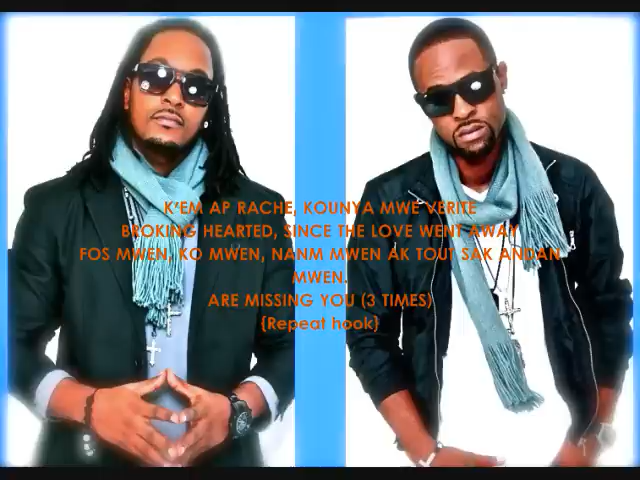 K'EM AP RACHE, KOUNYA MWE VERITE
BROKING HEARTED, SINCE THE LOVE WENT AWAY
FOS MWEN, KO MWEN, NANM MWEN AK TOUT SAK ANDAN
MWEN.
ARE MISSING YOU (3 TIMES)
{Repeat hook}